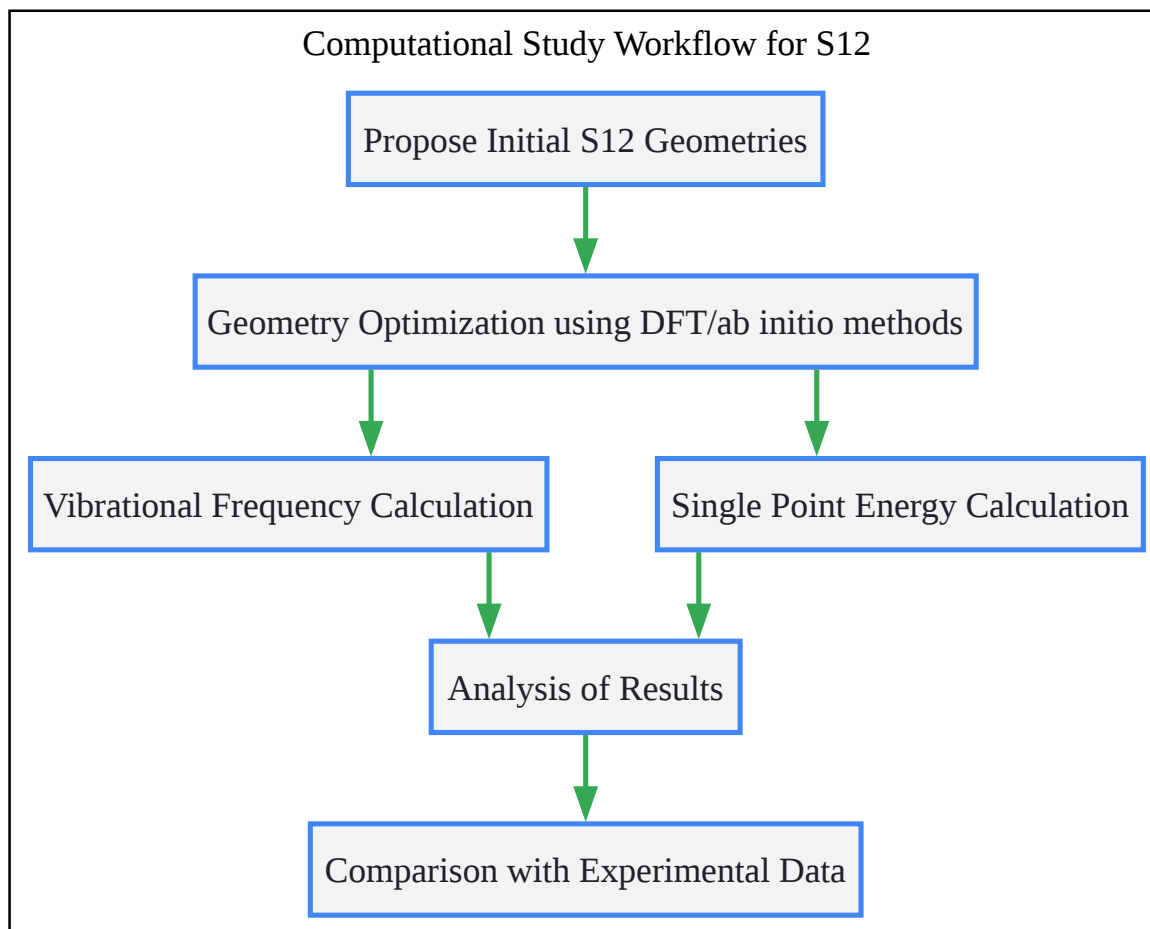 Computational Study Workflow for S12
Propose Initial S12 Geometries
Geometry Optimization using DFT/ab initio methods
Vibrational Frequency Calculation
Single Point Energy Calculation
Analysis of Results
Comparison with Experimental Data